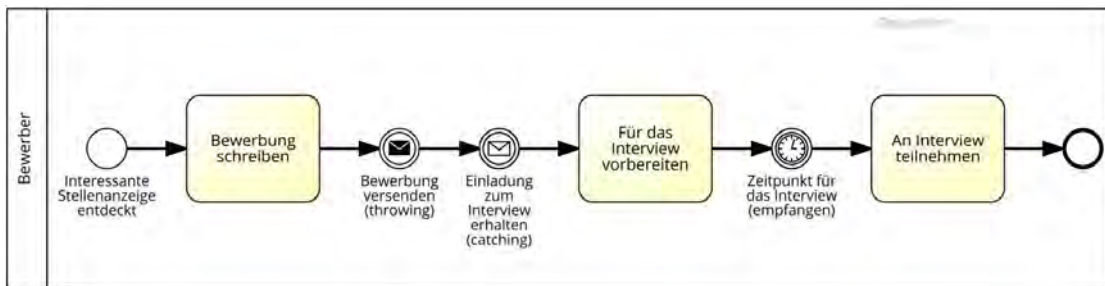 Bewerber
Interessante
Stellenanzeige
entdeckt
Bewerbung
schreiben
Bewerbung
versenden
(throwing)
Einladung
zum
Interview
erhalten
(catching)
Für das
Interview
vorbereiten
Zeitpunkt für
das Interview
(empfangen)
An Interview
teilnehmen